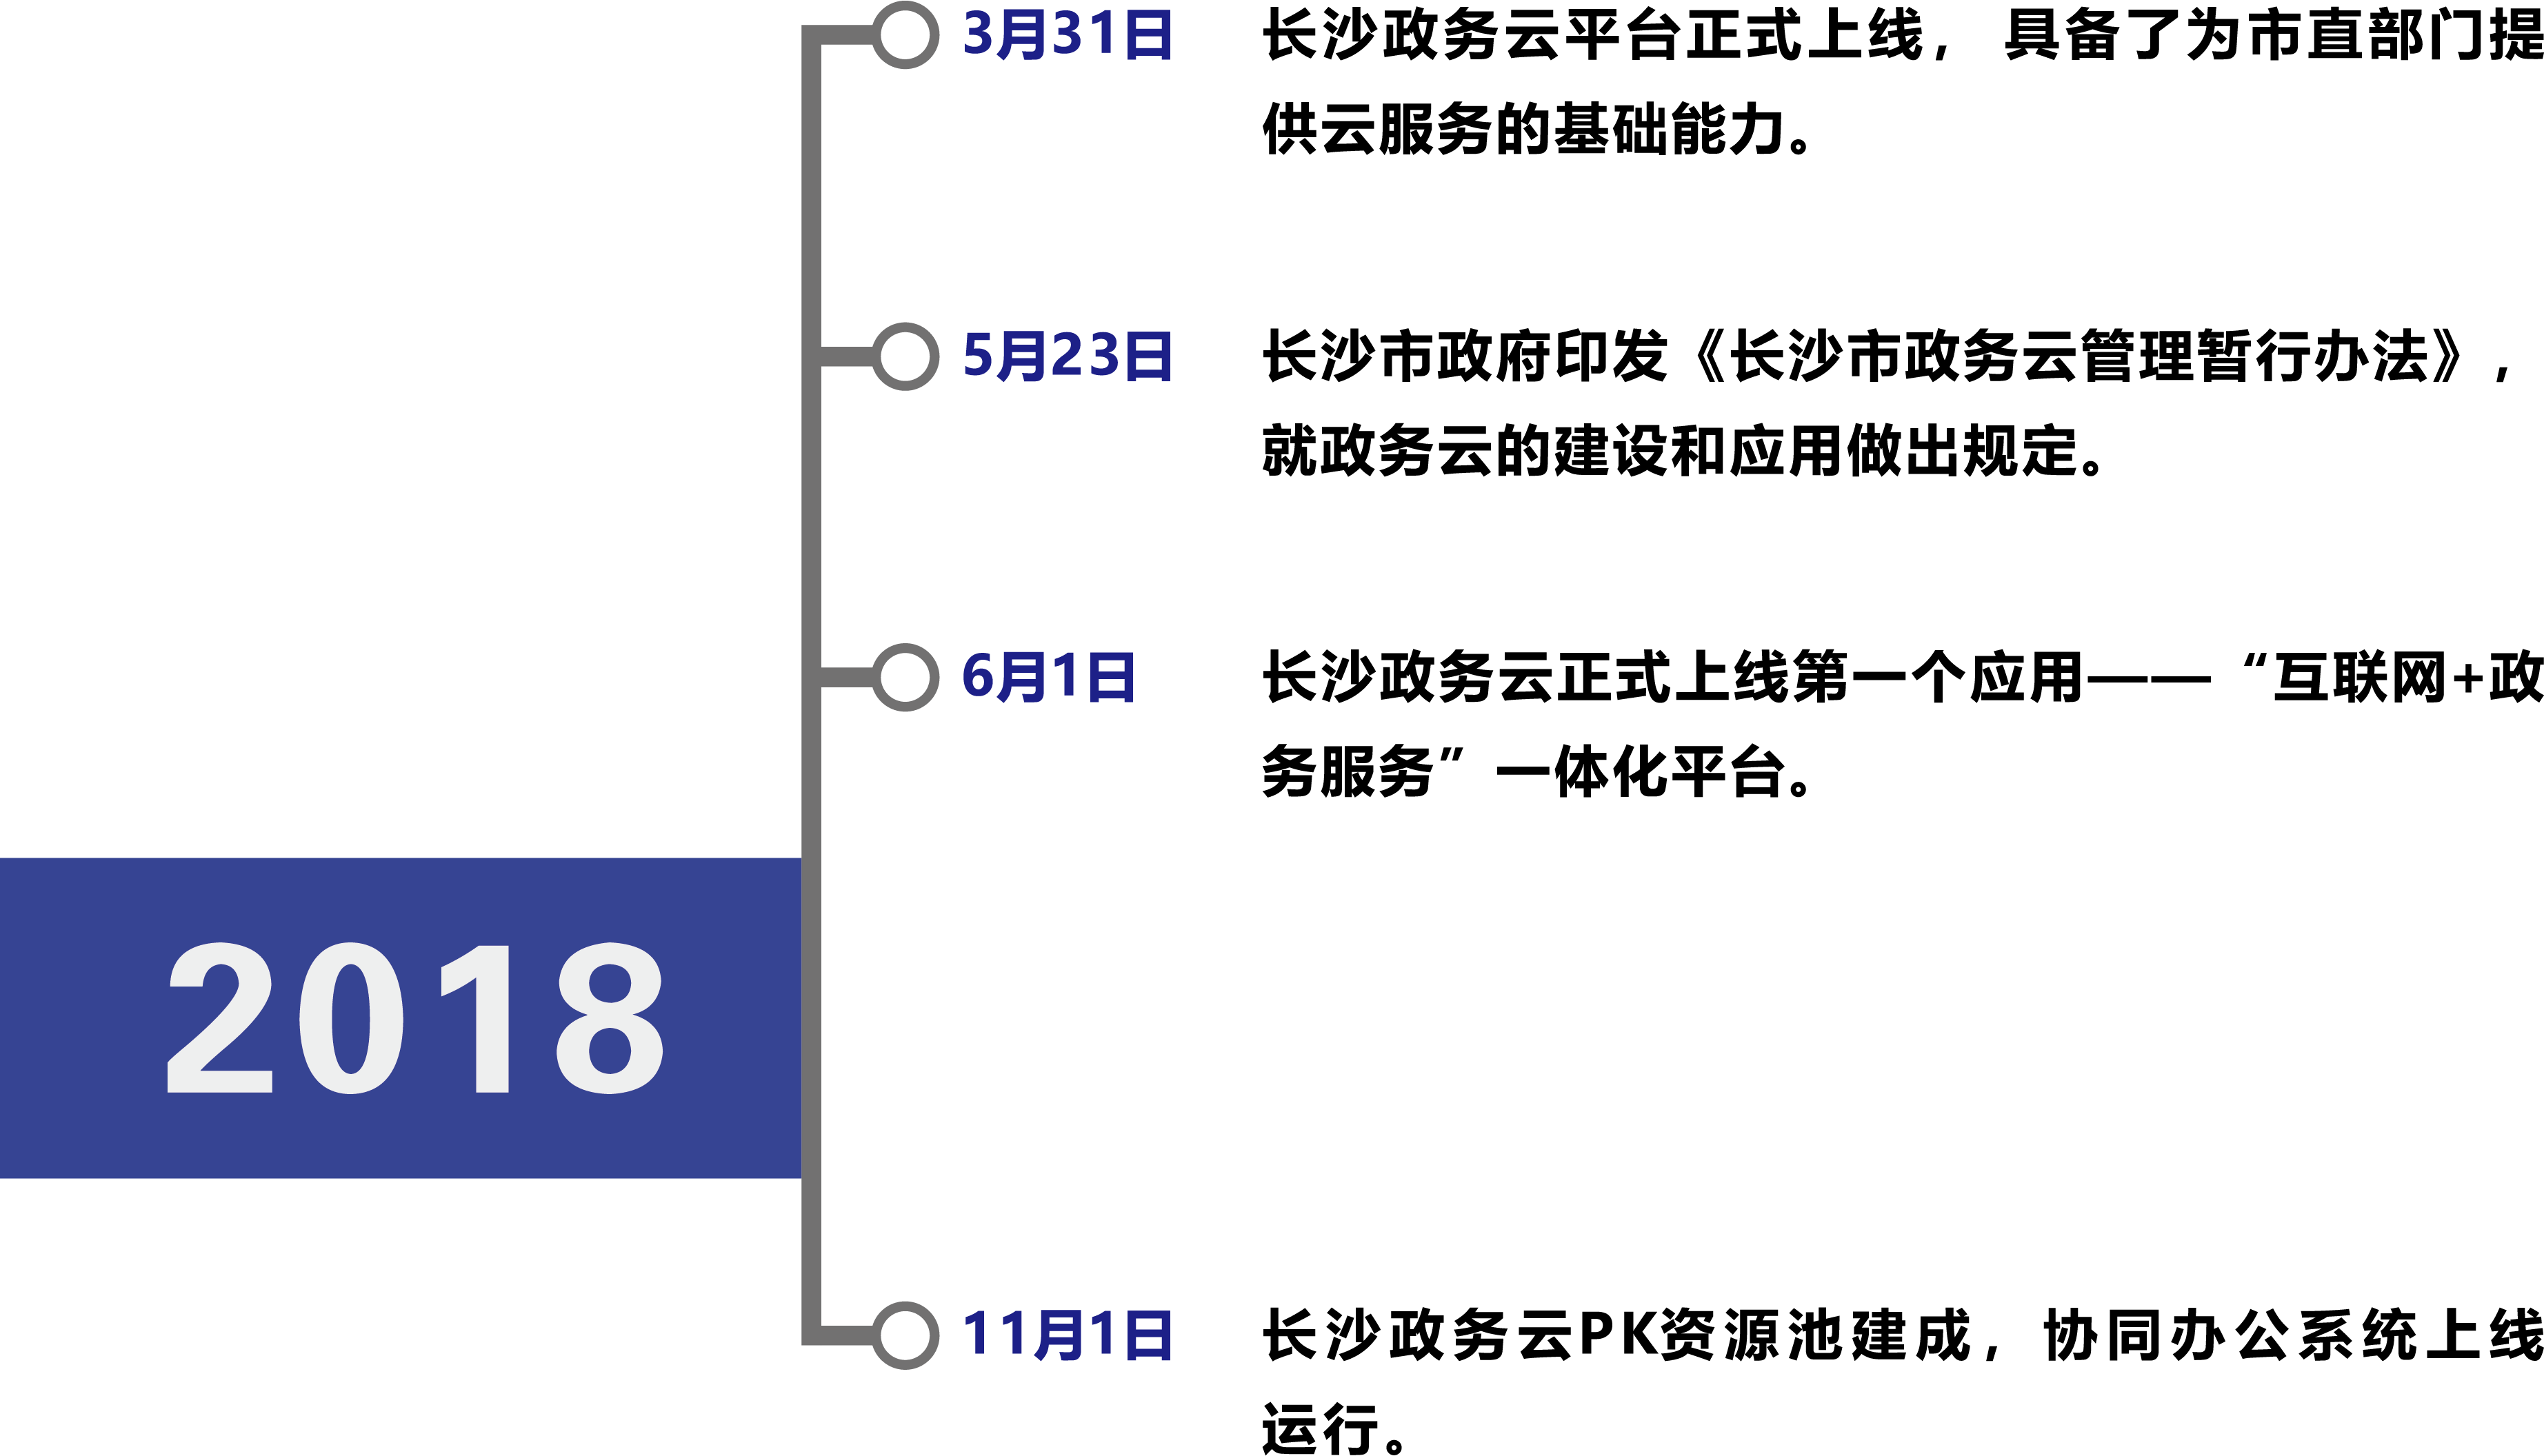 3月31日
长沙政务云平台正式上线， 具备了为市直部门提
供云服务的基础能力。
5月23日
长沙市政府印发《长沙市政务云管理暂行办法》，
就政务云的建设和应用做出规定。
6月1日
长沙政务云正式上线第一个应用——“互联网+政
务服务”一体化平台。
2018
11月1日
长沙政务云PK资源池建成，协同办公系统上线
运行。